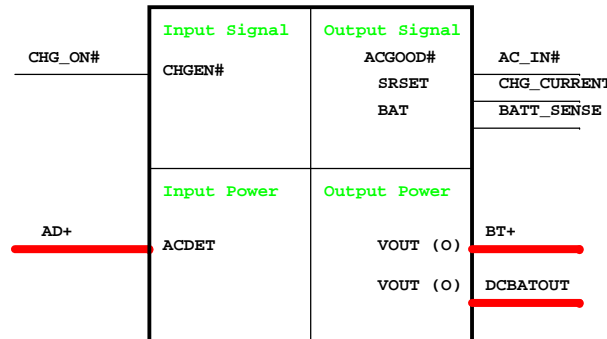 Input Signal Output Signal
CHG_ON# ACGOOD# AC_IN#
CHGEN# SRSET CHG_CURRENT
BAT BATT_SENSE
Input Power Output Power
AD+ BT+
ACDET VOUT (O)
VOUT (O) DCBATOUT